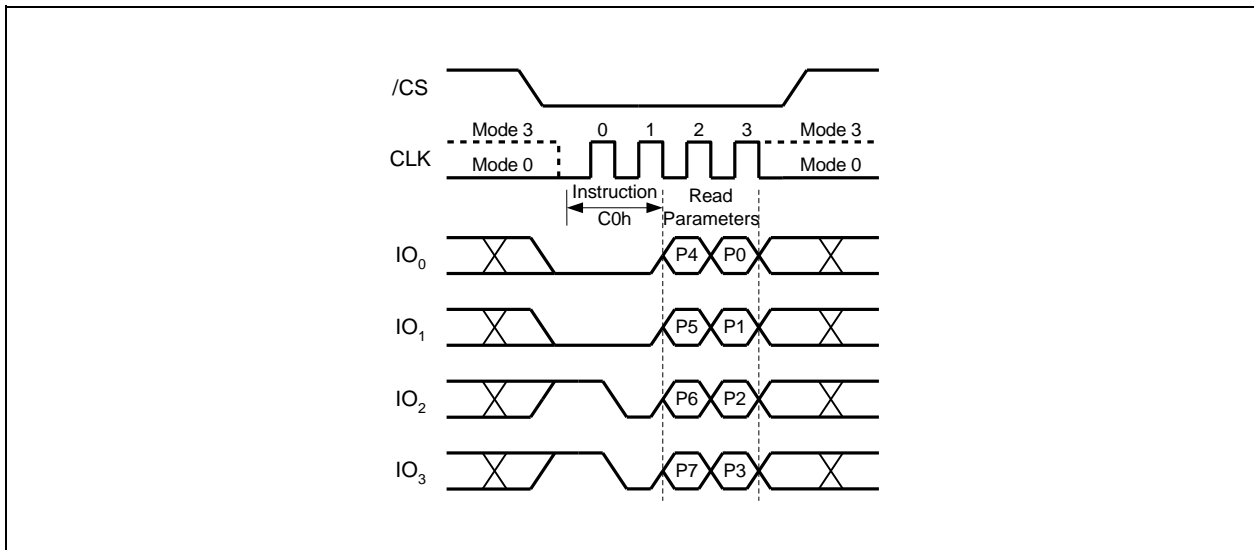 /CS
Mode 3 0 1 2 3 Mode 3
CLK Mode 0 Mode 0
Instruction Read
C0h Parameters
IO0 P4 P0
IO1 P5 P1
IO2 P6 P2
IO3 P7 P3